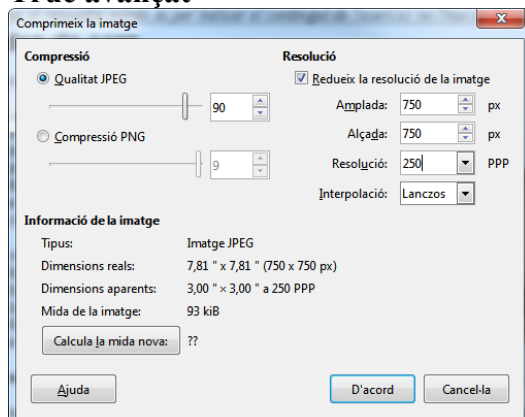 Truc avançat
Comprimeix la imatge
Compressió
Qualitat JPEG
90
Compressió PNG
9
Resolució
Redueix la resolució de la imatge
Amplada: 750 px
Alçada: 750 px
Resolució: 250 PPP
Interpolació: Lanczos
Informació de la imatge
Tipus: Imatge JPEG
Dimensions reals: 7,81 " x 7,81 " (750 x 750 px)
Dimensions aparents: 3,00 " × 3,00 " a 250 PPP
Mida de la imatge: 93 kiB
Calcula la mida nova: ??
Ajuda
D'acord
Cancel·la